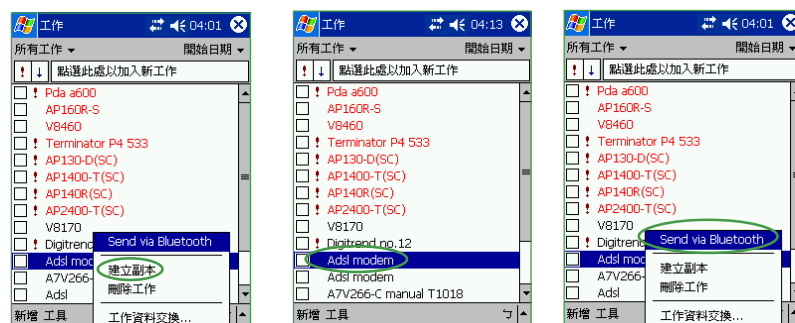 工作 04:01
所有工作 開始日期
! ↓ 點選此處以加入新工作
! Pda a600
AP160R-S
V8460
! Terminator P4 533
! AP130-D(SC)
! AP1400-T(SC)
! AP140R(SC)
! AP2400-T(SC)
V8170
! Digitrend
Adsl moc
A7V266-
Adsl
Send via Bluetooth
建立副本
刪除工作
工作資料交換...
新增 工具
工作 04:13
所有工作 開始日期
! ↓ 點選此處以加入新工作
! Pda a600
AP160R-S
V8460
! Terminator P4 533
! AP130-D(SC)
! AP1400-T(SC)
! AP140R(SC)
! AP2400-T(SC)
V8170
! Digitrend no.12
Adsl modem
Adsl modem
A7V266-C manual T1018
新增 工具
工作 04:01
所有工作 開始日期
! ↓ 點選此處以加入新工作
! Pda a600
AP160R-S
V8460
! Terminator P4 533
! AP130-D(SC)
! AP1400-T(SC)
! AP140R(SC)
! AP2400-T(SC)
V8170
! Digitren
Adsl moc
A7V266-
Adsl
Send via Bluetooth
建立副本
刪除工作
工作資料交換...
新增 工具